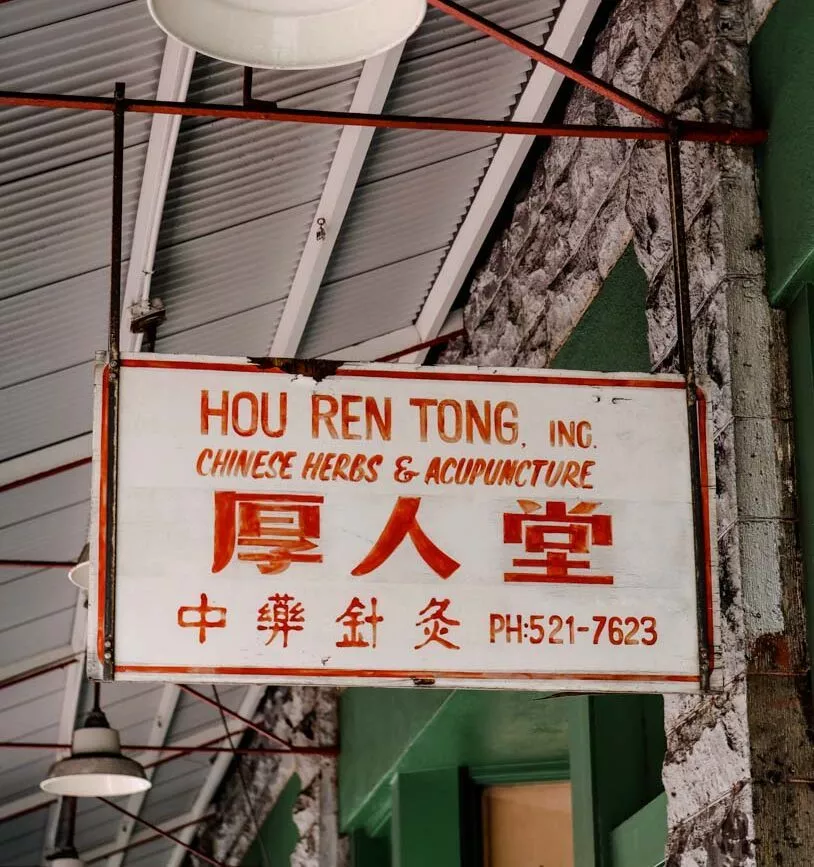 HOU REN TONG, INC.
CHINESE HERBS & ACUPUNCTURE
厚人堂
中藥針灸 PH:521-7623